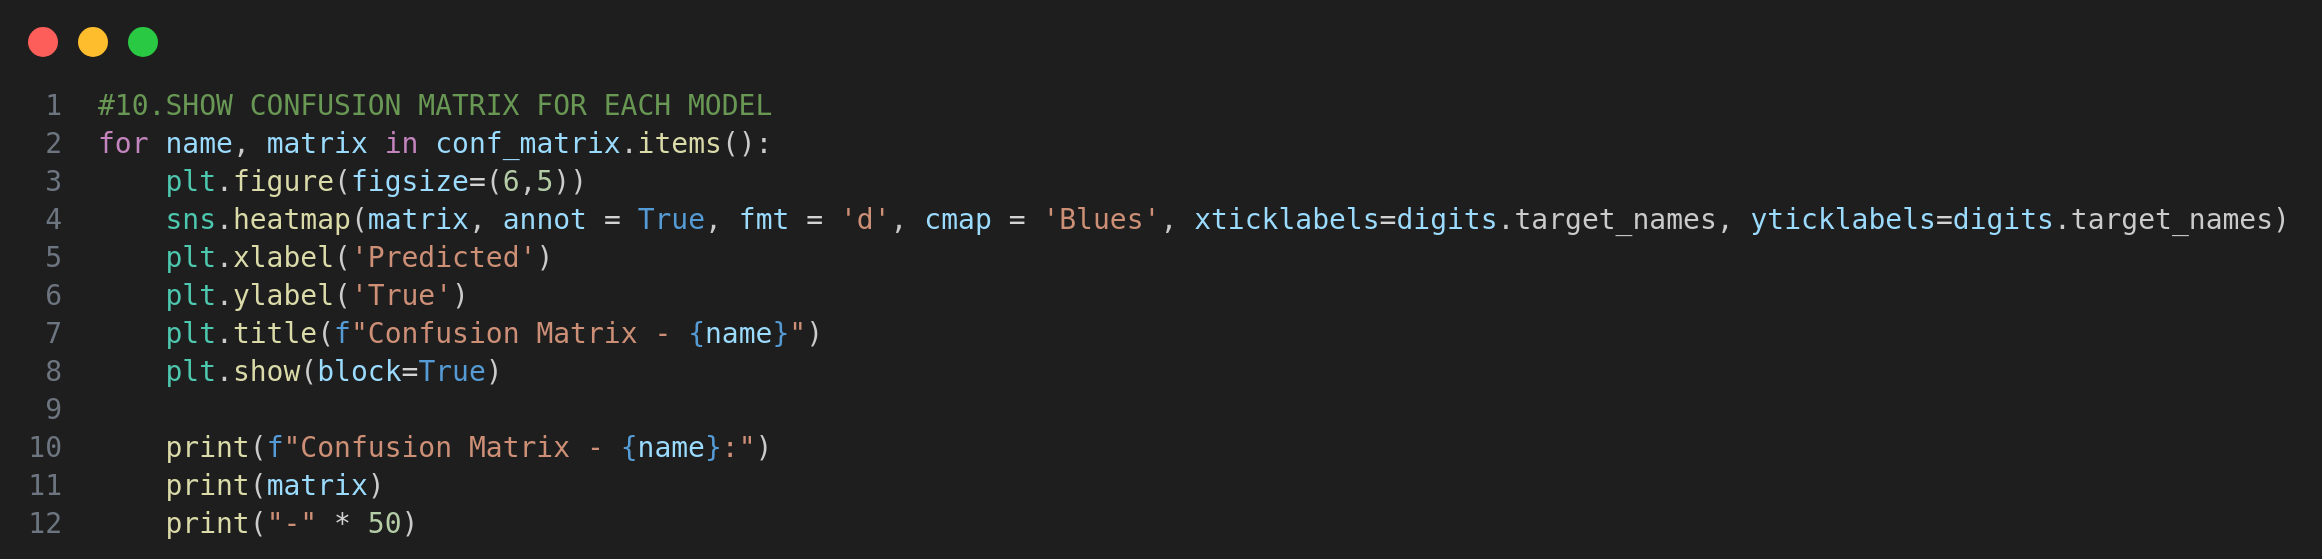 1 #10.SHOW CONFUSION MATRIX FOR EACH MODEL
2 for name, matrix in conf_matrix.items():
3     plt.figure(figsize=(6,5))
4     sns.heatmap(matrix, annot = True, fmt = 'd', cmap = 'Blues', xticklabels=digits.target_names, yticklabels=digits.target_names)
5     plt.xlabel('Predicted')
6     plt.ylabel('True')
7     plt.title(f"Confusion Matrix - {name}")
8     plt.show(block=True)
9
10     print(f"Confusion Matrix - {name}:")
11     print(matrix)
12     print("-" * 50)